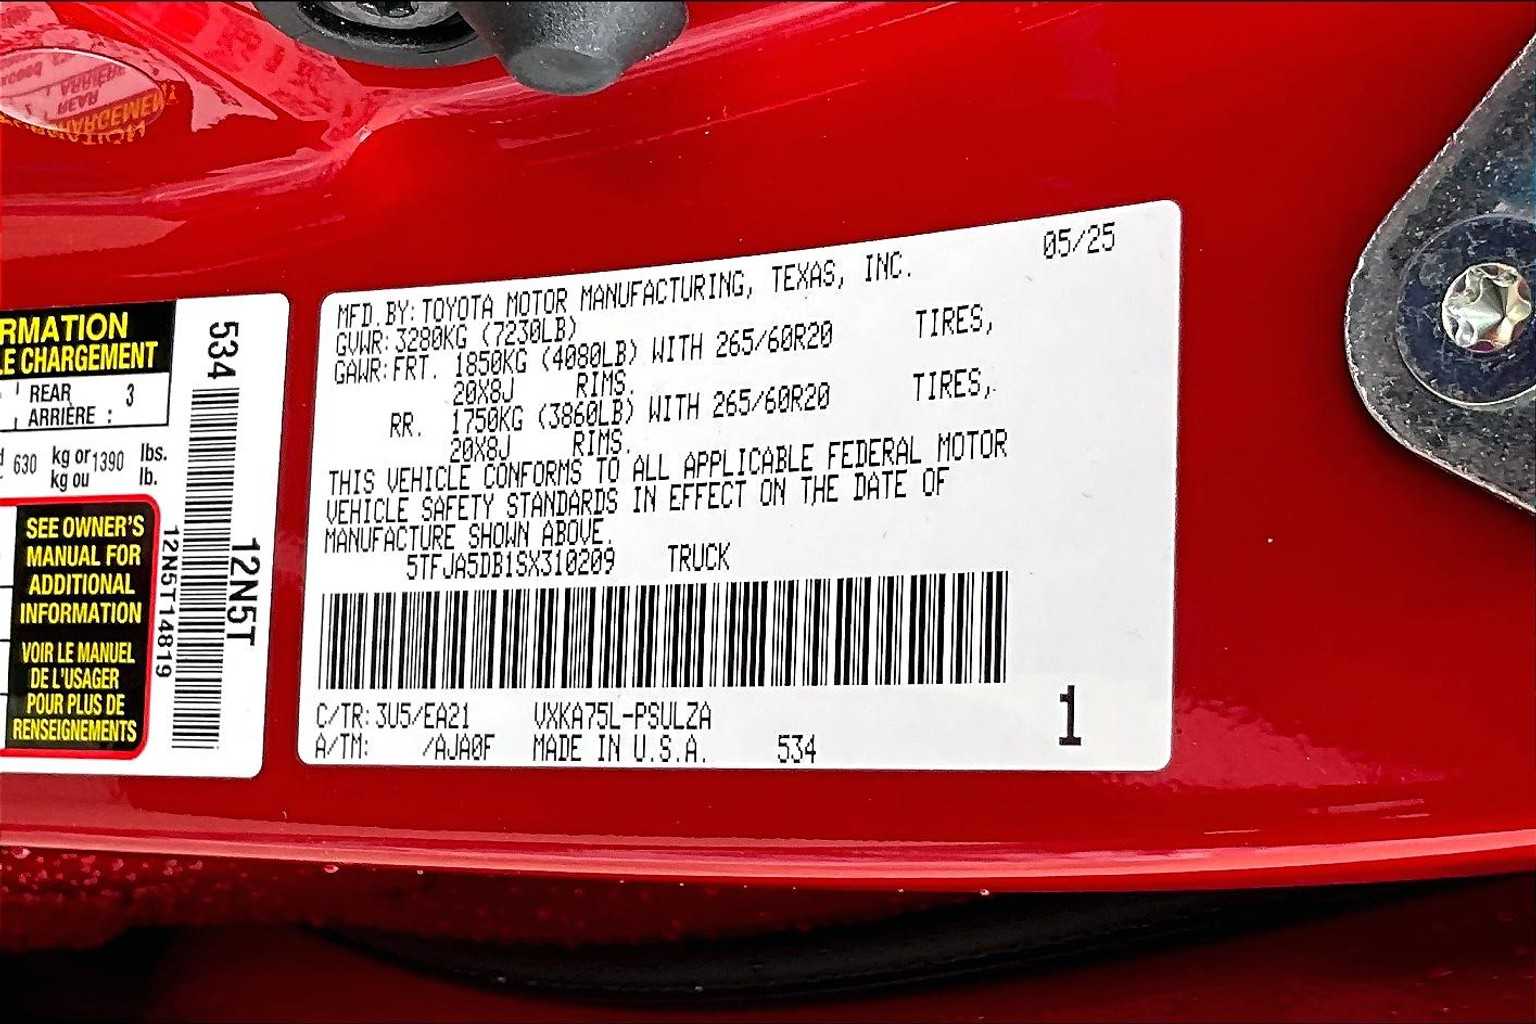 RMATION
LE CHARGEMENT
REAR 3
ARRIÈRE :
630 kg or 1390 lbs.
kg ou lb.
SEE OWNER'S
MANUAL FOR
ADDITIONAL
INFORMATION
VOIR LE MANUEL
DE L'USAGER
POUR PLUS DE
RENSEIGNEMENTS
534
12N5T
12N5T14819
05/25
MFD.BY:TOYOTA MOTOR MANUFACTURING, TEXAS, INC.
GVWR:3280KG (7230LB)
GAWR:FRT. 1850KG (4080LB) WITH 265/60R20 TIRES,
20X8J RIMS.
RR. 1750KG (3860LB) WITH 265/60R20 TIRES,
20X8J RIMS.
THIS VEHICLE CONFORMS TO ALL APPLICABLE FEDERAL MOTOR
VEHICLE SAFETY STANDARDS IN EFFECT ON THE DATE OF
MANUFACTURE SHOWN ABOVE.
5TFJA5DB1SX310209 TRUCK
C/TR:3U5/EA21 VXKA75L-PSULZA
A/TM: /AJA0F MADE IN U.S.A. 534
1